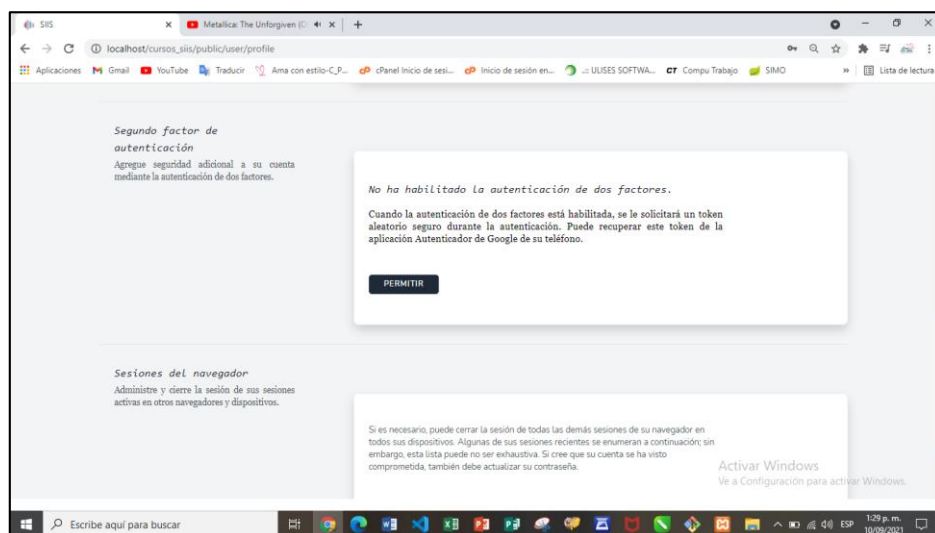 SIIS
Metallica: The Unforgiven (O
localhost/cursos_siis/public/user/profile
Aplicaciones Gmail YouTube Traducir Ama con estilo-C_P... cPanel Inicio de sesi... Inicio de sesión en... .:: ULISES SOFTWA... CT Compu Trabajo SIMO » Lista de lectura
Segundo factor de
autenticación
Agregue seguridad adicional a su cuenta
mediante la autenticación de dos factores.
No ha habilitado la autenticación de dos factores.
Cuando la autenticación de dos factores está habilitada, se le solicitará un token
aleatorio seguro durante la autenticación. Puede recuperar este token de la
aplicación Autenticador de Google de su teléfono.
PERMITIR
Sesiones del navegador
Administre y cierre la sesión de sus sesiones
activas en otros navegadores y dispositivos.
Si es necesario, puede cerrar la sesión de todas las demás sesiones de su navegador en
todos sus dispositivos. Algunas de sus sesiones recientes se enumeran a continuación; sin
embargo, esta lista puede no ser exhaustiva. Si cree que su cuenta se ha visto
comprometida, también debe actualizar su contraseña.
Activar Windows
Ve a Configuración para activar Windows.
Escribe aquí para buscar
ESP
1:29 p. m.
10/09/2021